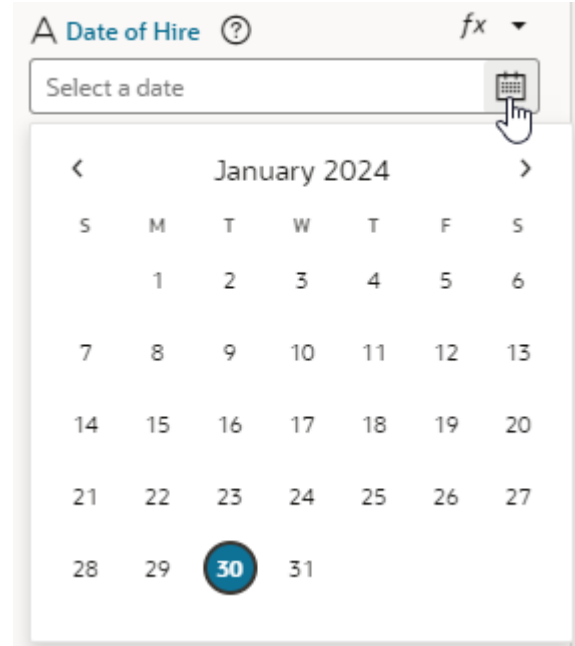 A Date of Hire ? fx
Select a date
January 2024
S M T W T F S
1 2 3 4 5 6
7 8 9 10 11 12 13
14 15 16 17 18 19 20
21 22 23 24 25 26 27
28 29 30 31